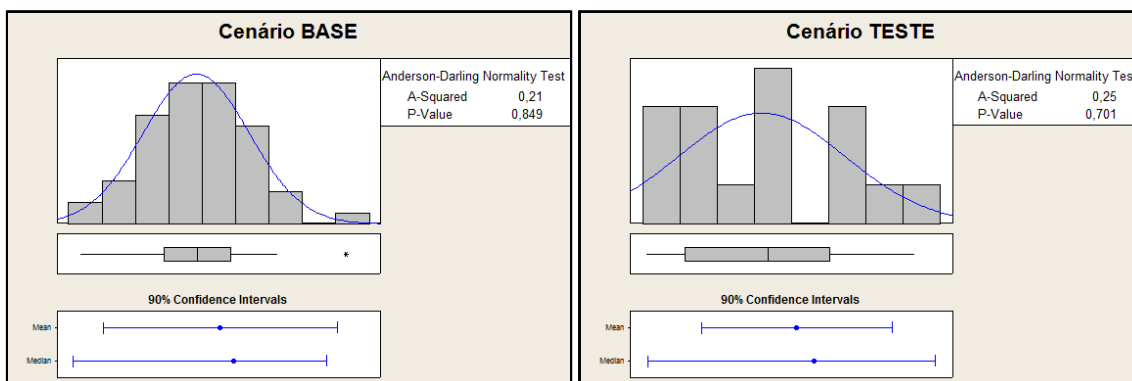 Cenário BASE
Anderson-Darling Normality Test
A-Squared 0,21
P-Value 0,849
90% Confidence Intervals
Mean
Median
Cenário TESTE
Anderson-Darling Normality Tes
A-Squared 0,25
P-Value 0,701
90% Confidence Intervals
Mean
Median